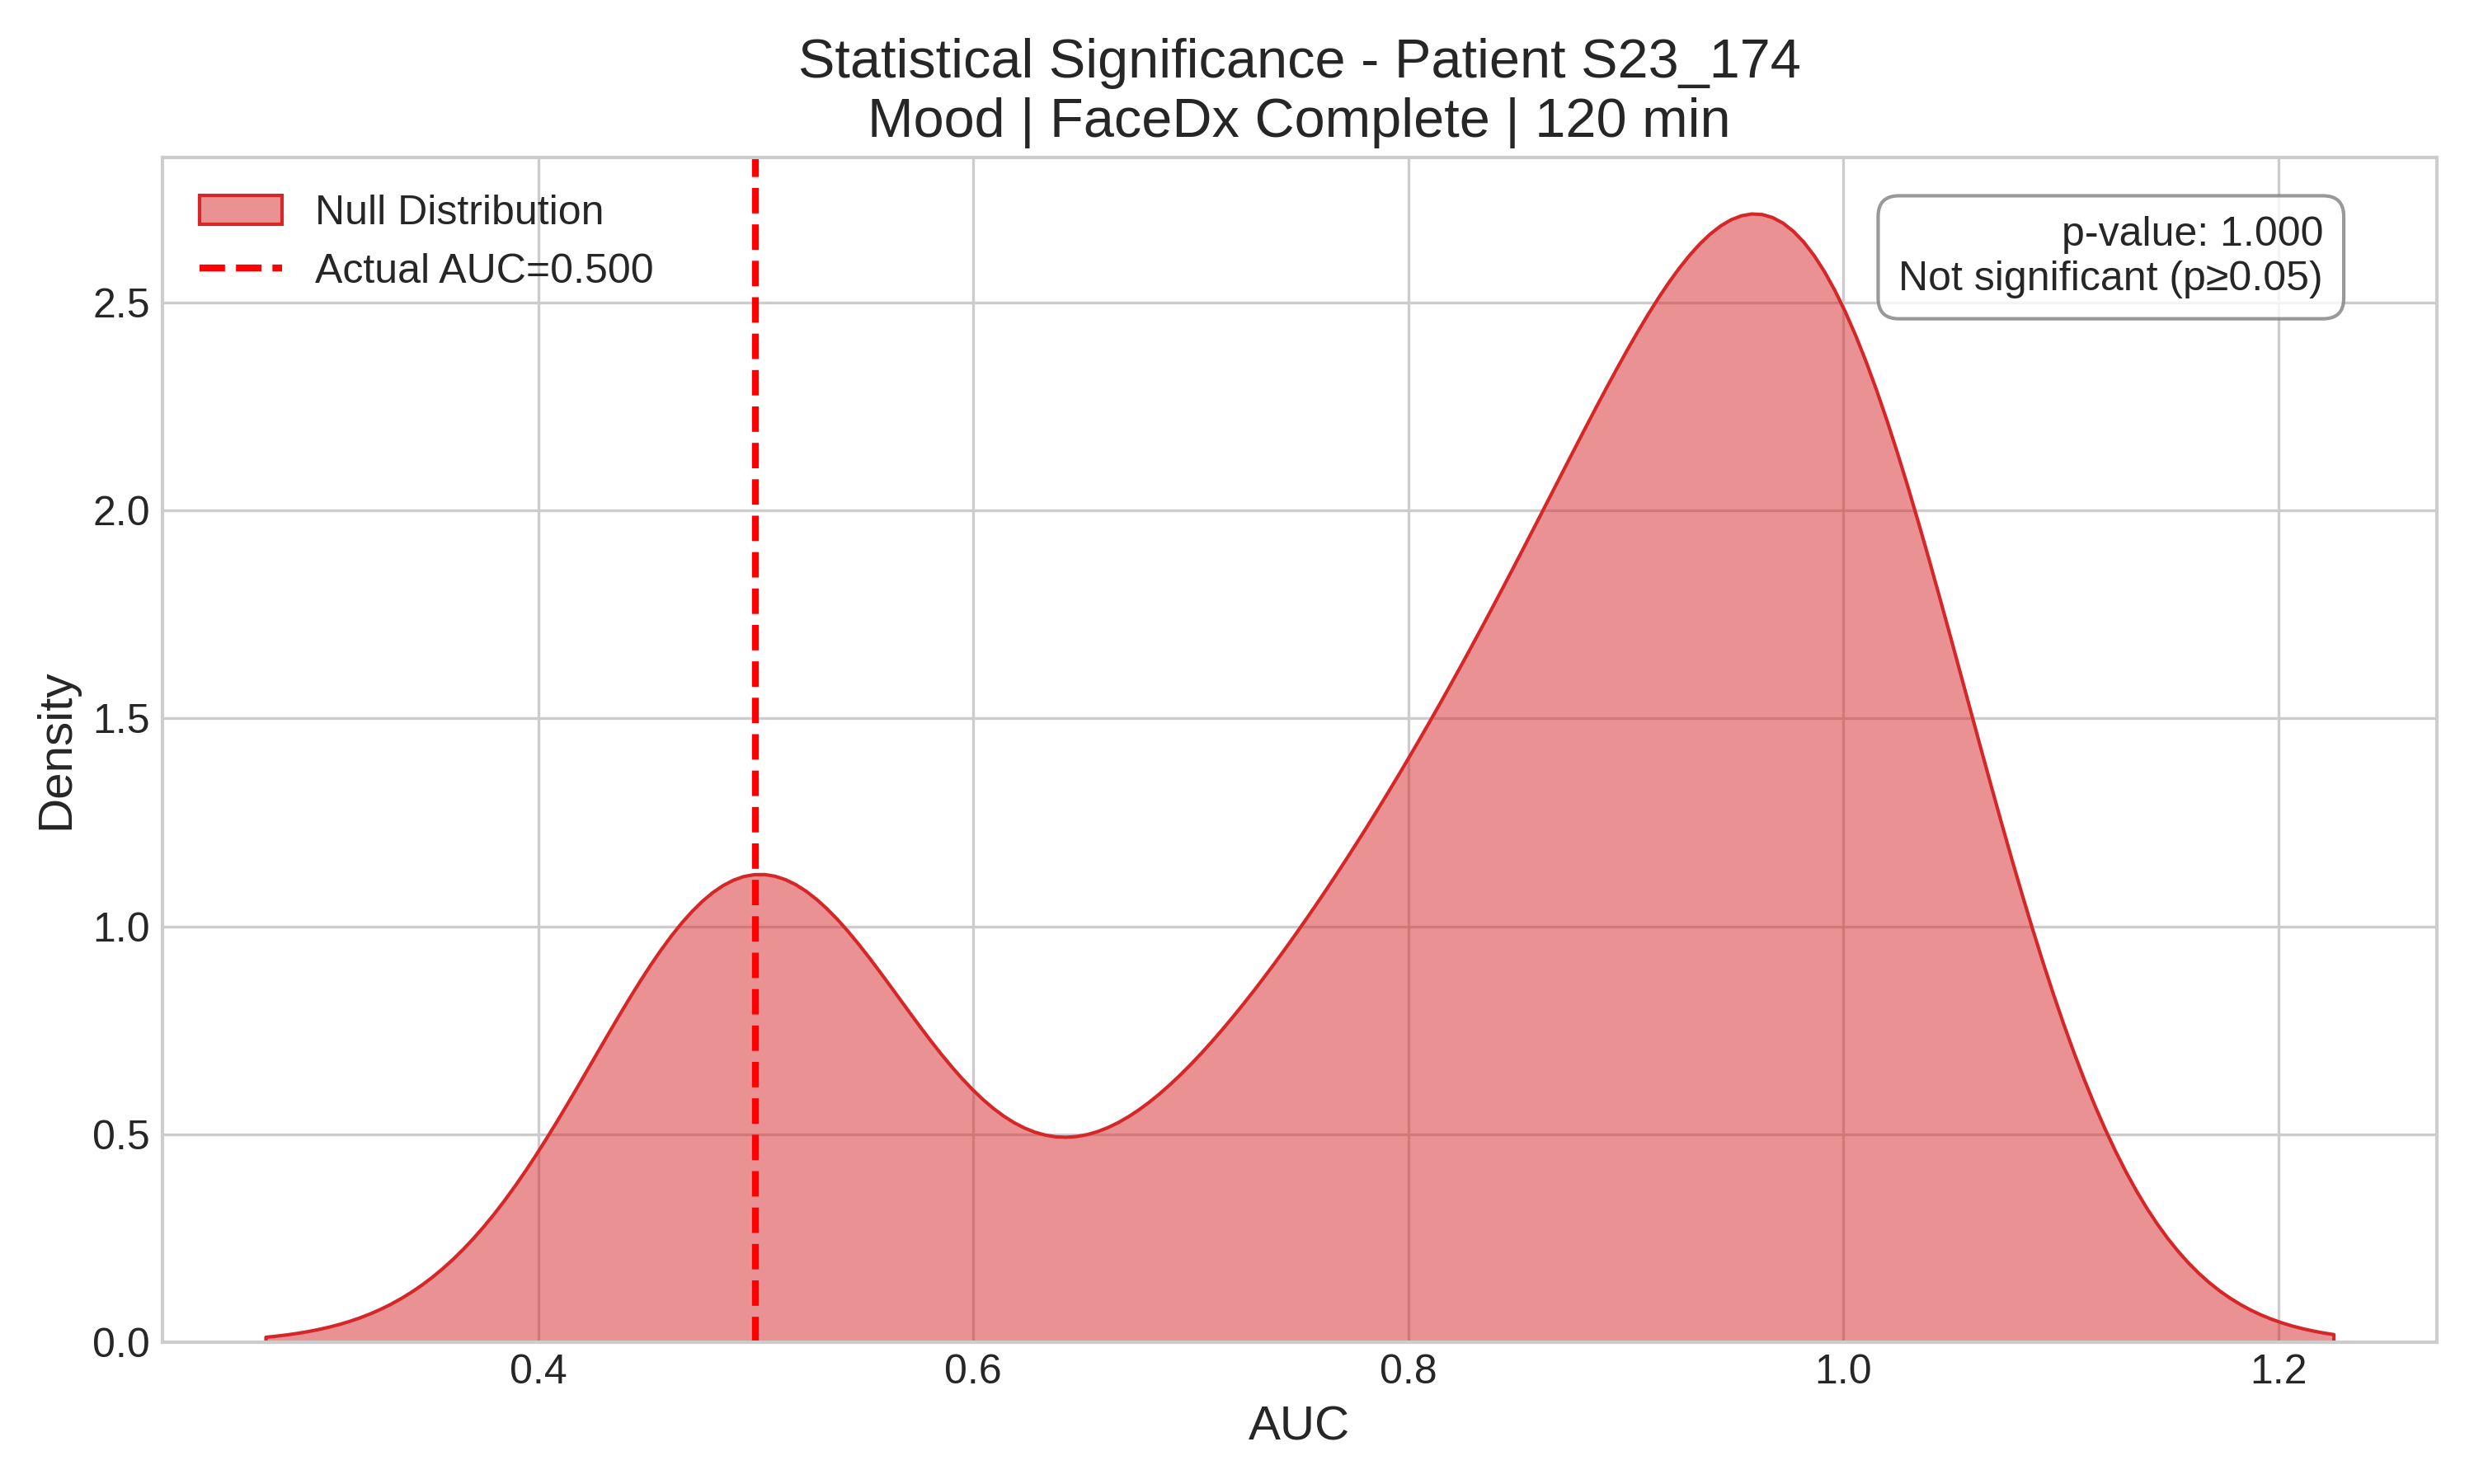 Statistical Significance - Patient S23_174
Mood | FaceDx Complete | 120 min
Null Distribution
Actual AUC=0.500
p-value: 1.000
Not significant (p≥0.05)
Density
2.5
2.0
1.5
1.0
0.5
0.0
0.4
0.6
0.8
1.0
1.2
AUC